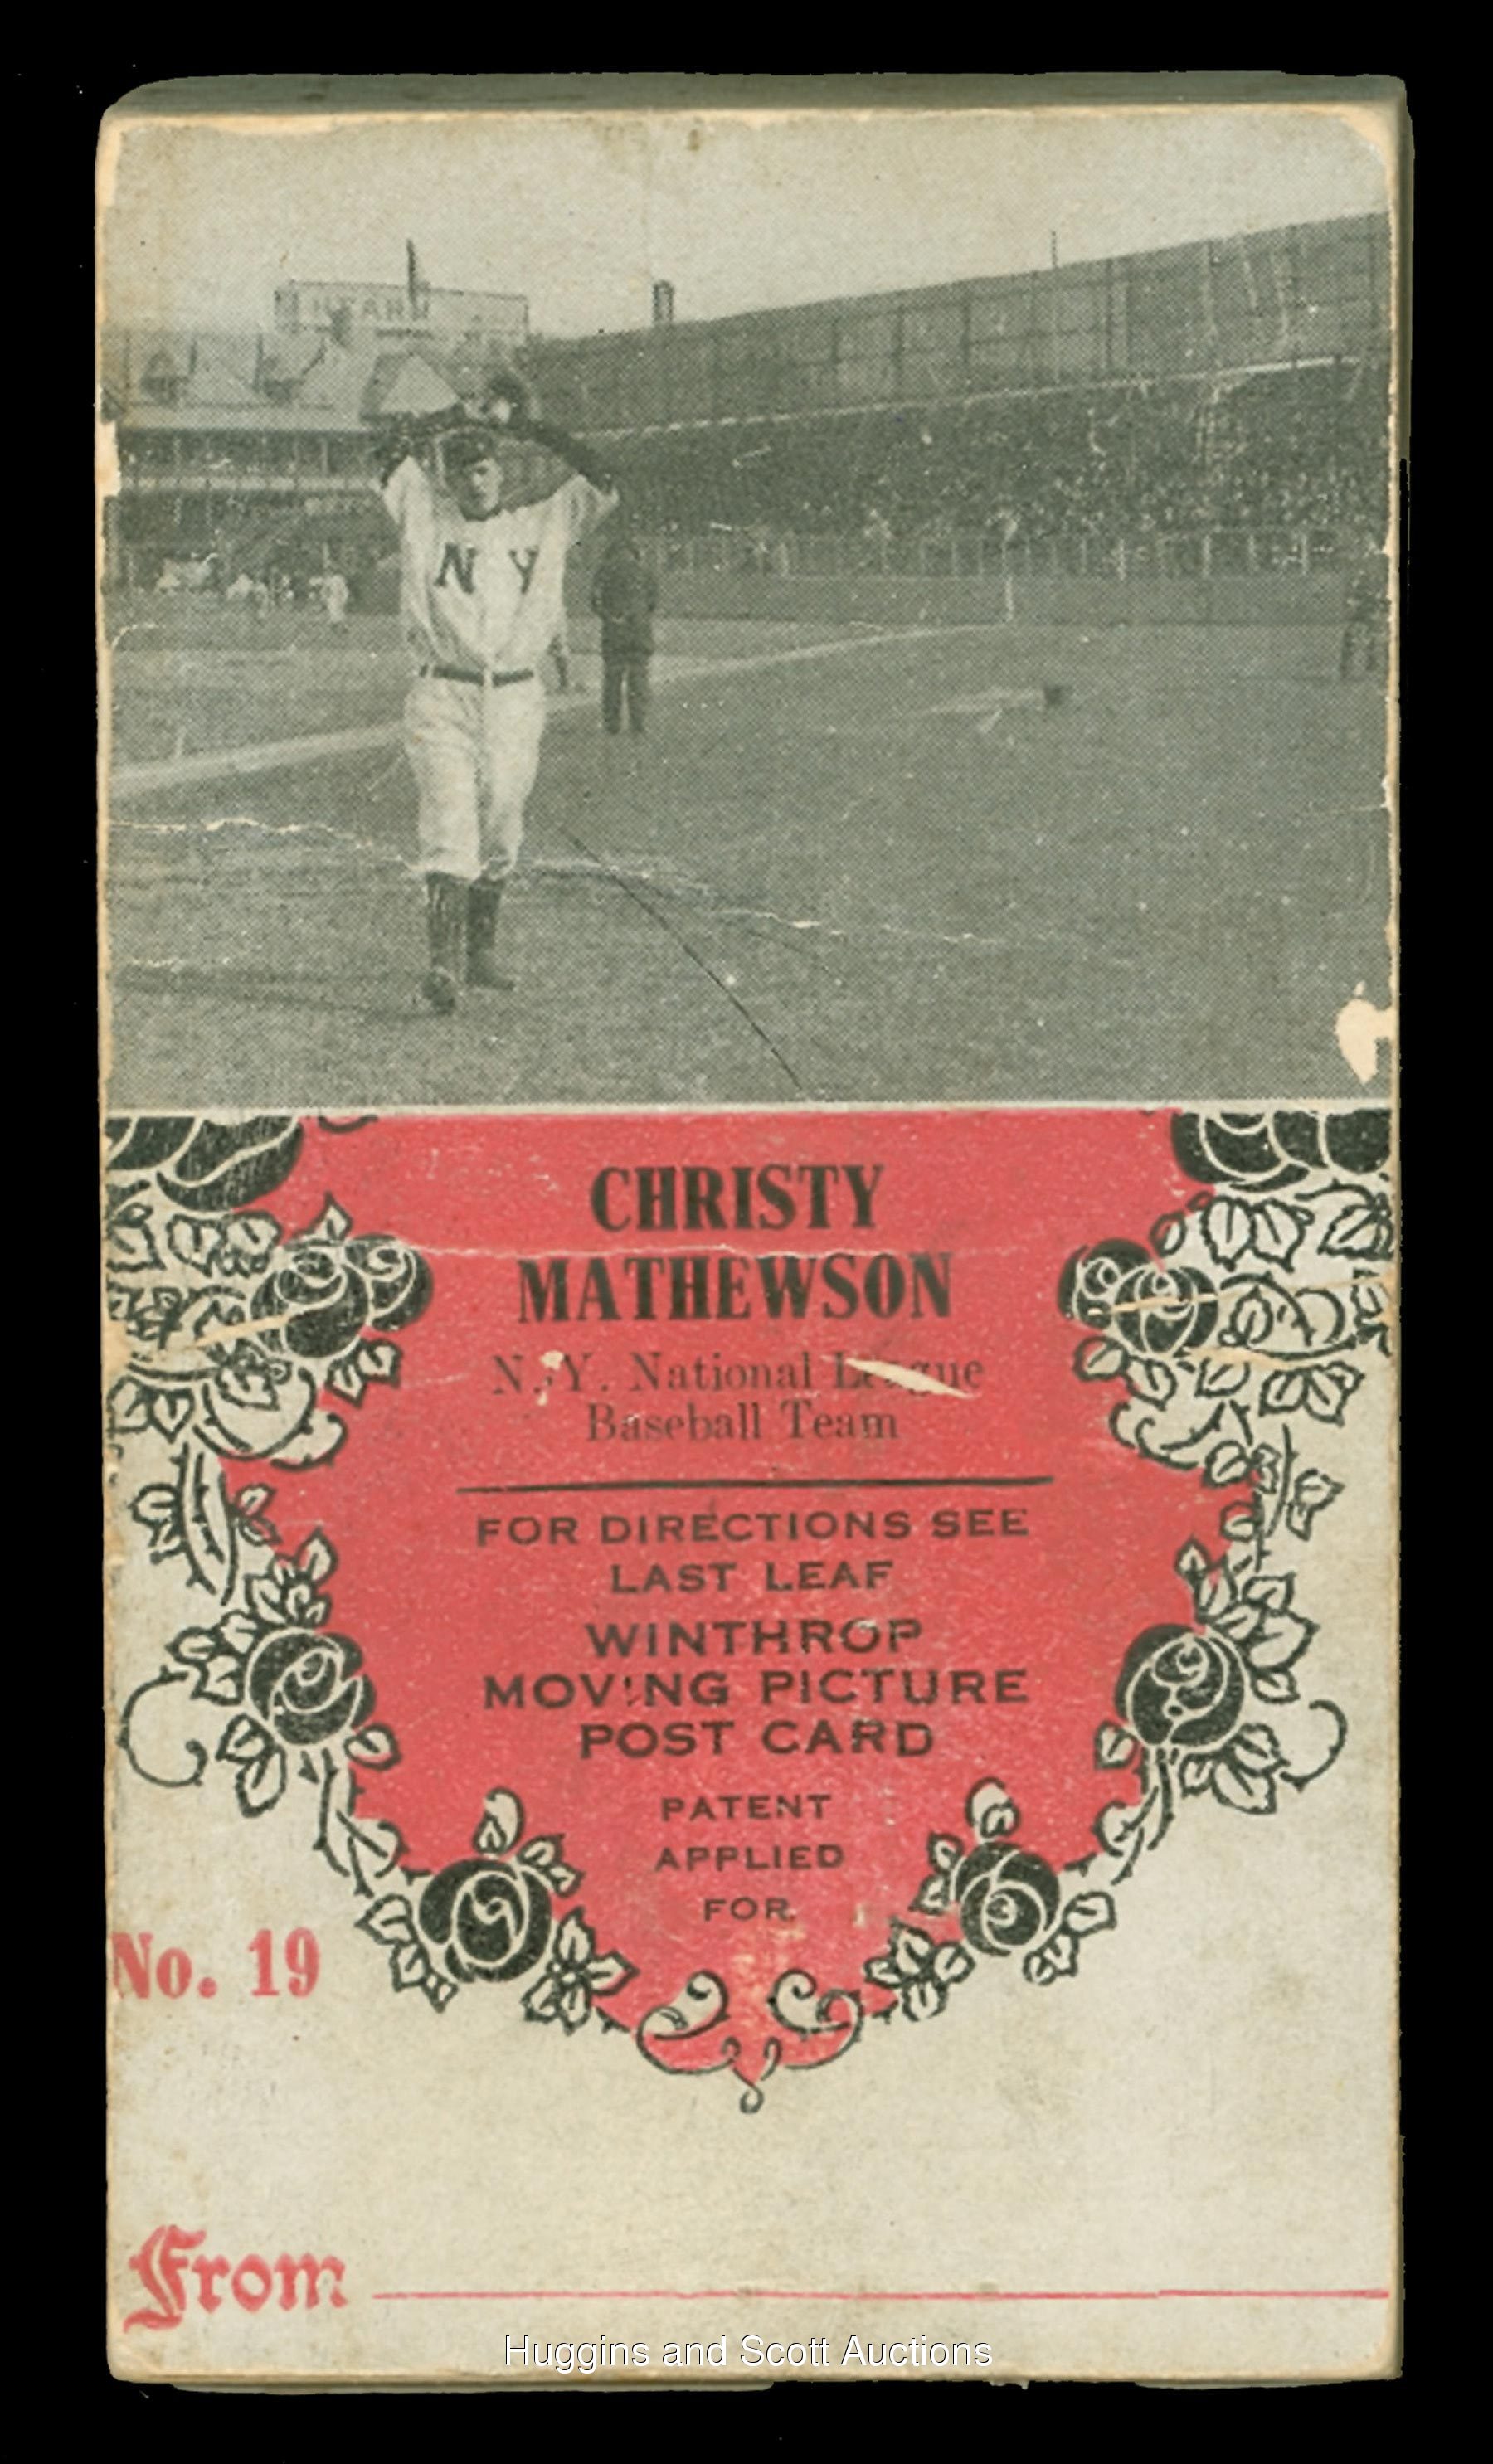 N Y
CHRISTY
MATHEWSON
N. Y. National League
Baseball Team
FOR DIRECTIONS SEE
LAST LEAF
WINTHROP
MOVING PICTURE
POST CARD
PATENT
APPLIED
FOR
No. 19
From
Huggins and Scott Auctions